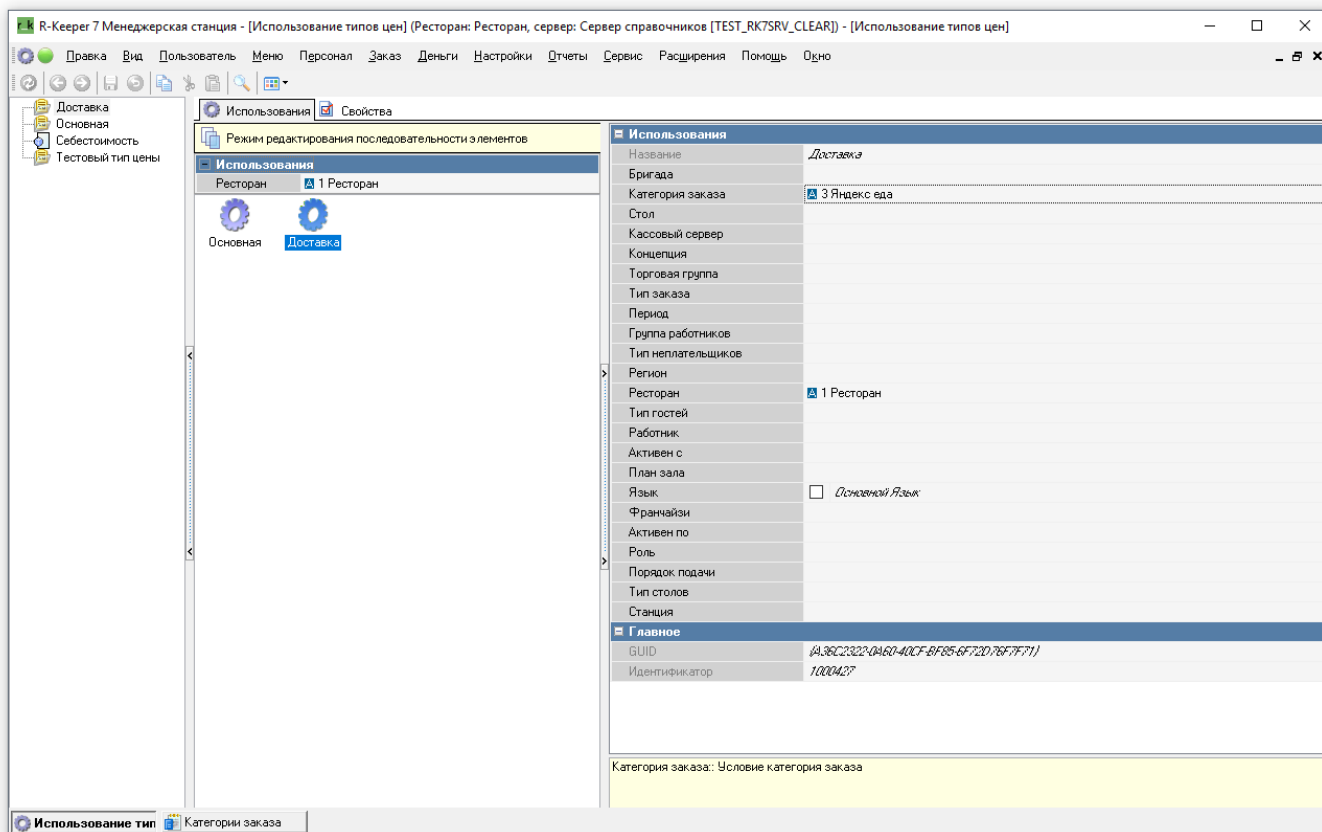 R-Keeper 7 Менеджерская станция - [Использование типов цен] (Ресторан: Ресторан, сервер: Сервер справочников [TEST_RK7SRV_CLEAR]) - [Использование типов цен]
Правка Вид Пользователь Меню Персонал Заказ Деньги Настройки Отчеты Сервис Расширения Помощь Окно
Доставка
Основная
Себестоимость
Тестовый тип цены
Использования Свойства
Режим редактирования последовательности элементов
Использования
Ресторан 1 Ресторан
Основная Доставка
Использования
Название Доставка
Бригада
Категория заказа 3 Яндекс еда
Стол
Кассовый сервер
Концепция
Торговая группа
Тип заказа
Период
Группа работников
Тип неплательщиков
Регион
Ресторан 1 Ресторан
Тип гостей
Работник
Активен с
План зала
Язык Основной Язык
Франчайзи
Активен по
Роль
Порядок подачи
Тип столов
Станция
Главное
GUID {A36C2322-0A60-40CF-BF85-6F72D76F7F71}
Идентификатор 1000427
Категория заказа:: Условие категория заказа
Использование тип Категории заказа